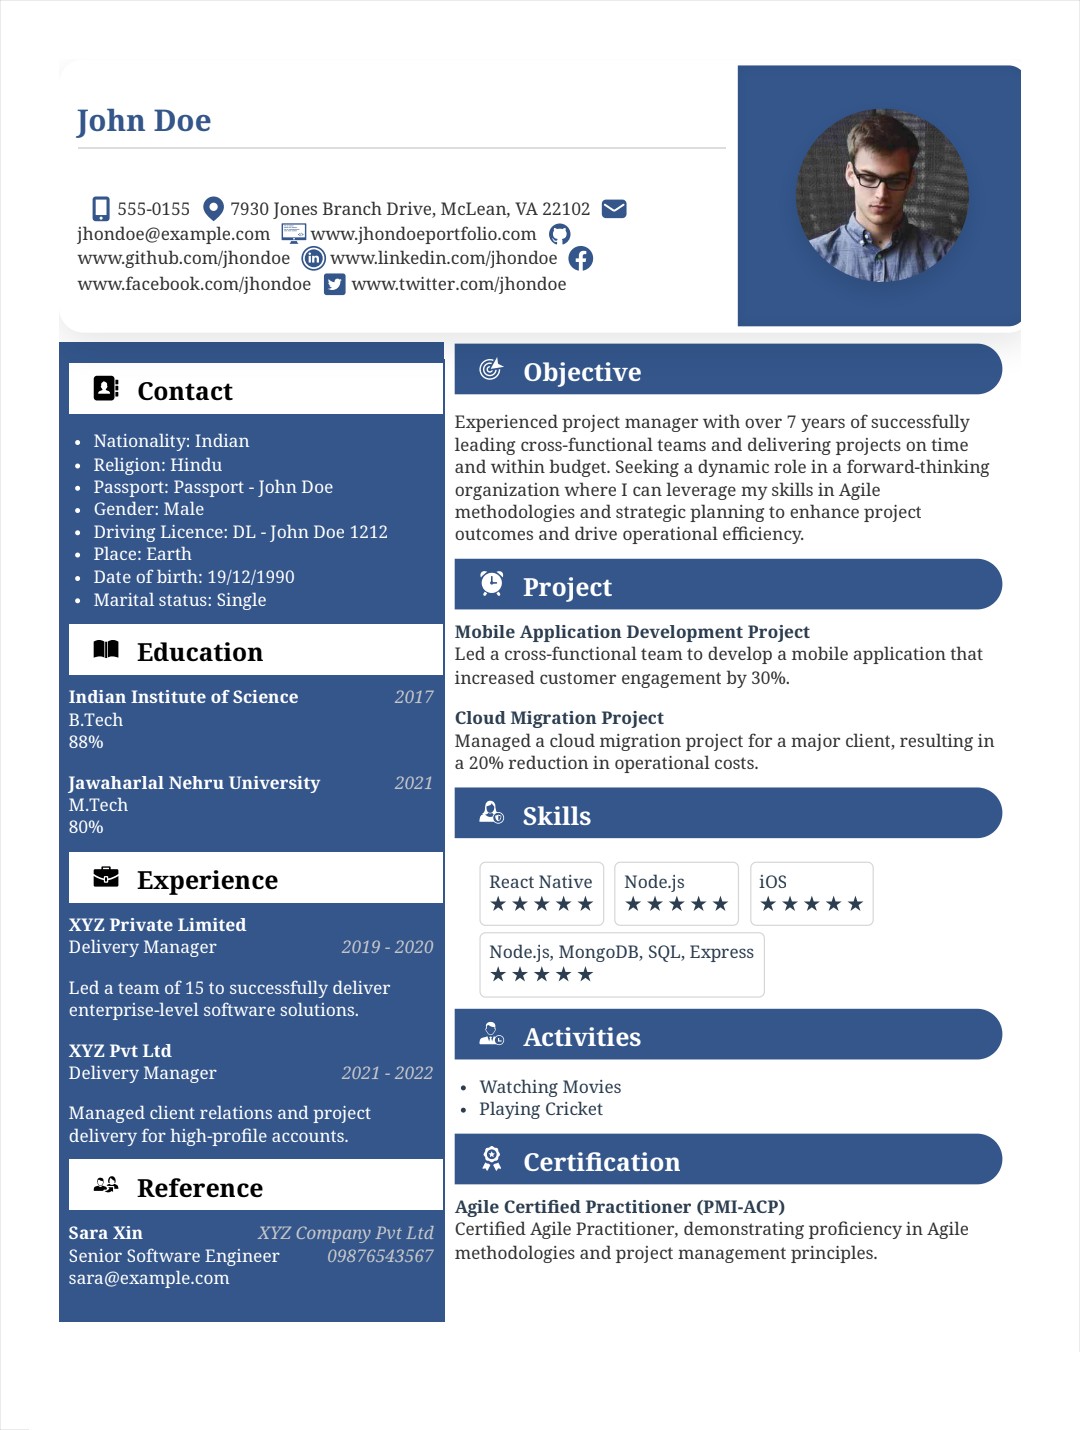 John Doe
555-0155 7930 Jones Branch Drive, McLean, VA 22102
jhondoe@example.com www.jhondoeportfolio.com
www.github.com/jhondoe www.linkedin.com/jhondoe
www.facebook.com/jhondoe www.twitter.com/jhondoe
Contact
• Nationality: Indian
• Religion: Hindu
• Passport: Passport - John Doe
• Gender: Male
• Driving Licence: DL - John Doe 1212
• Place: Earth
• Date of birth: 19/12/1990
• Marital status: Single
Education
Indian Institute of Science 2017
B.Tech
88%
Jawaharlal Nehru University 2021
M.Tech
80%
Experience
XYZ Private Limited
Delivery Manager 2019 - 2020
Led a team of 15 to successfully deliver
enterprise-level software solutions.
XYZ Pvt Ltd
Delivery Manager 2021 - 2022
Managed client relations and project
delivery for high-profile accounts.
Reference
Sara Xin XYZ Company Pvt Ltd
Senior Software Engineer 09876543567
sara@example.com
Objective
Experienced project manager with over 7 years of successfully
leading cross-functional teams and delivering projects on time
and within budget. Seeking a dynamic role in a forward-thinking
organization where I can leverage my skills in Agile
methodologies and strategic planning to enhance project
outcomes and drive operational efficiency.
Project
Mobile Application Development Project
Led a cross-functional team to develop a mobile application that
increased customer engagement by 30%.
Cloud Migration Project
Managed a cloud migration project for a major client, resulting in
a 20% reduction in operational costs.
Skills
React Native Node.js iOS
★★★★★ ★★★★★ ★★★★★
Node.js, MongoDB, SQL, Express
★★★★★
Activities
• Watching Movies
• Playing Cricket
Certification
Agile Certified Practitioner (PMI-ACP)
Certified Agile Practitioner, demonstrating proficiency in Agile
methodologies and project management principles.